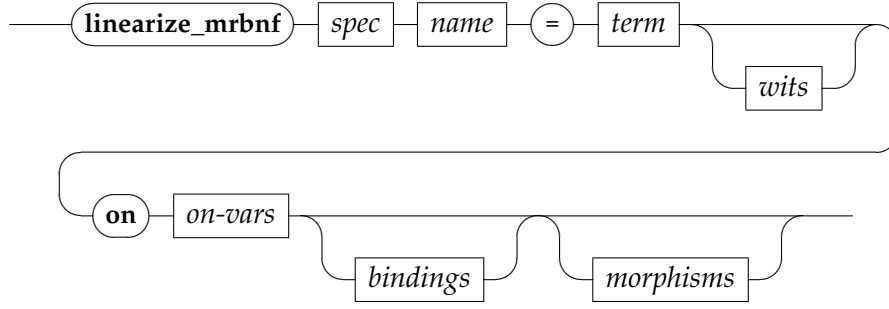 linearize_mrbnf spec name = term
wits
on on-vars
bindings morphisms